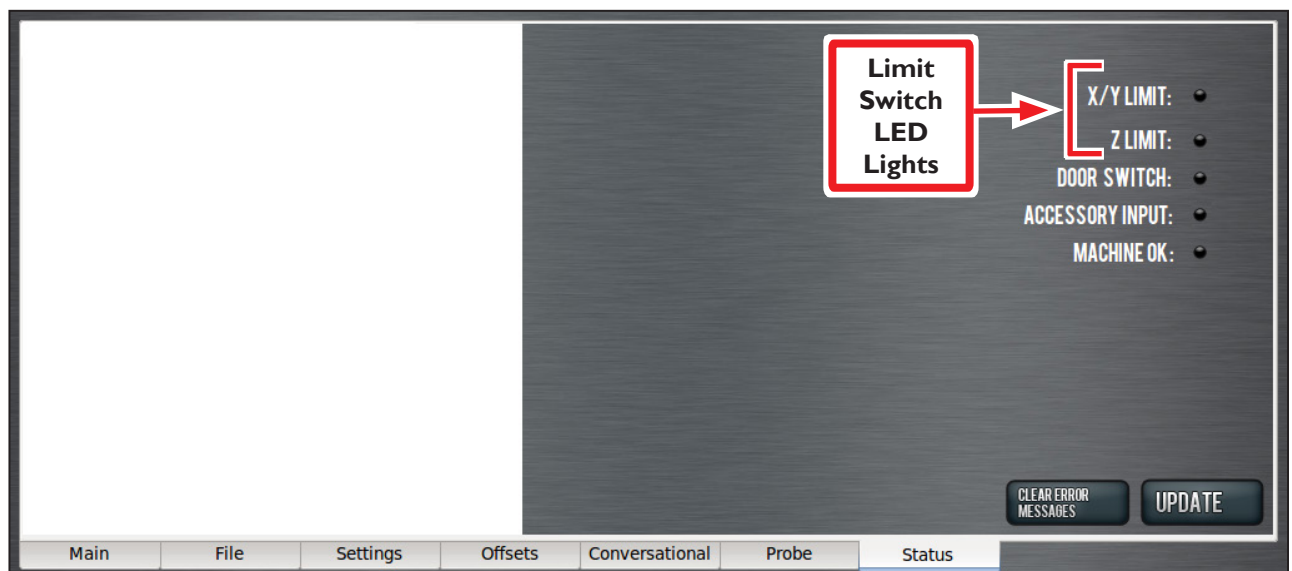 Limit
Switch
LED
Lights
X/Y LIMIT:
Z LIMIT:
DOOR SWITCH:
ACCESSORY INPUT:
MACHINE OK:
CLEAR ERROR
MESSAGES
UPDATE
Main File Settings Offsets Conversational Probe Status